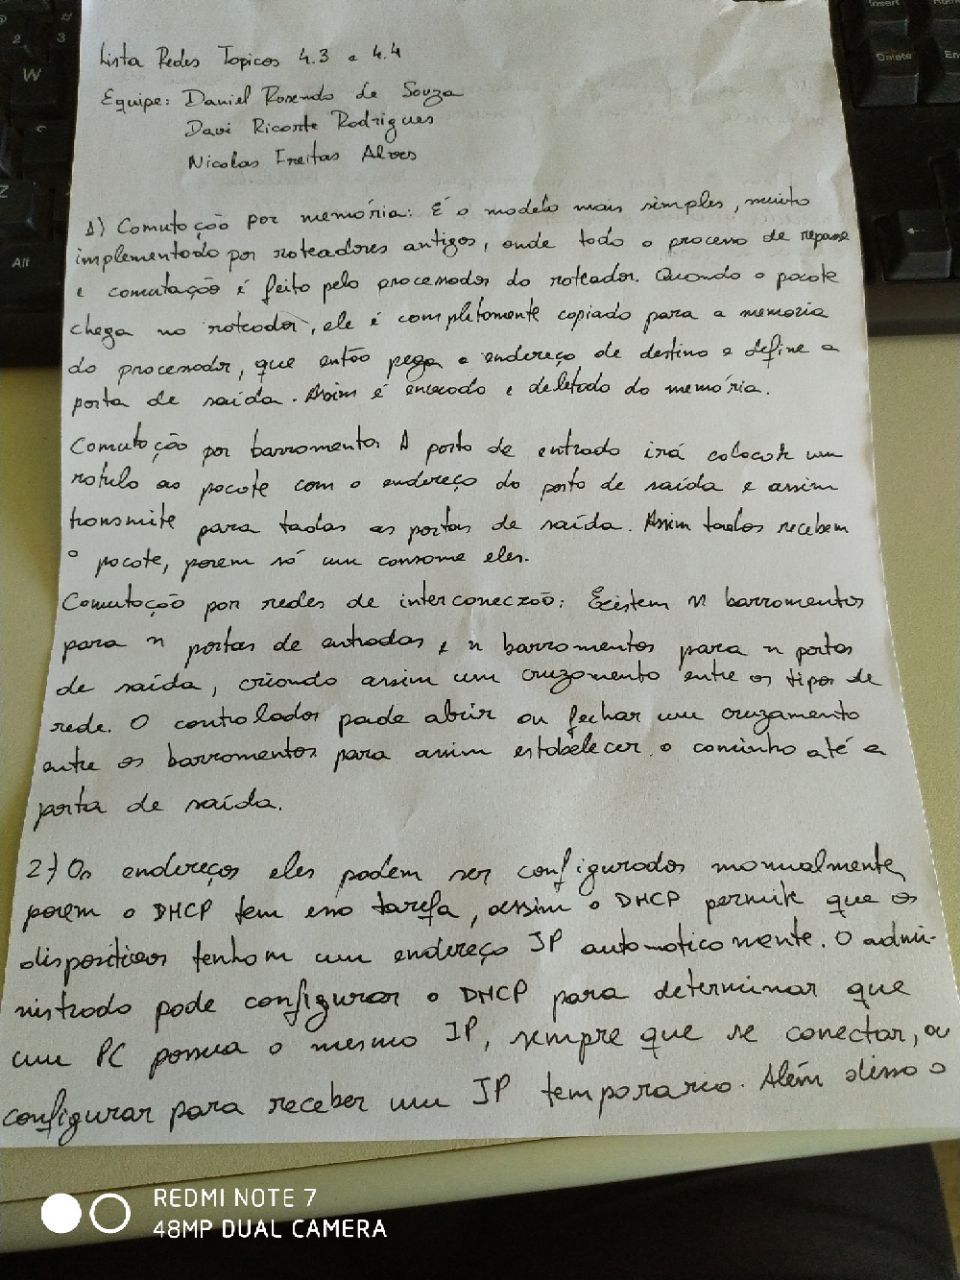 Lista Redes Topicos 4.3 e 4.4
Equipe: Daniel Rosendo de Souza
Davi Ricarte Rodrigues
Nicolas Freitas Alves
1) Comutação por memória: É o modelo mais simples, muito
implementado por roteadores antigos, onde todo o processo de repasse
e comutação é feito pelo processador do roteador. Quando o pacote
chega no roteador, ele é completamente copiado para a memoria
do processador, que então pega o endereço de destino e define a
porta de saída. Assim é enviado e deletado da memória.
Comutação por barramento: A porta de entrada irá colocar um
rotulo ao pacote com o endereço da porta de saída e assim
transmite para todas as portas de saída. Assim todos recebem
o pacote, porem só um consome eles.
Comutação por redes de interconecção: Existem n barramentos
para n portas de entradas e n barramentos para n portas
de saída, criando assim um cruzamento entre os tipos de
rede. O controlador pode abrir ou fechar um cruzamento
entre os barramentos para assim estabelecer o caminho até a
porta de saída.
2) Os endereços eles podem ser configurados manualmente,
porem o DHCP tem essa tarefa, assim o DHCP permite que os
dispositivos tenham um endereço IP automaticamente. O admi-
nistrado pode configurar o DHCP para determinar que
um PC possua o mesmo IP, sempre que se conectar, ou
configurar para receber um IP temporario. Além disso o
REDMI NOTE 7
48MP DUAL CAMERA
Insert
Delete
W
Z
Alt
2
3